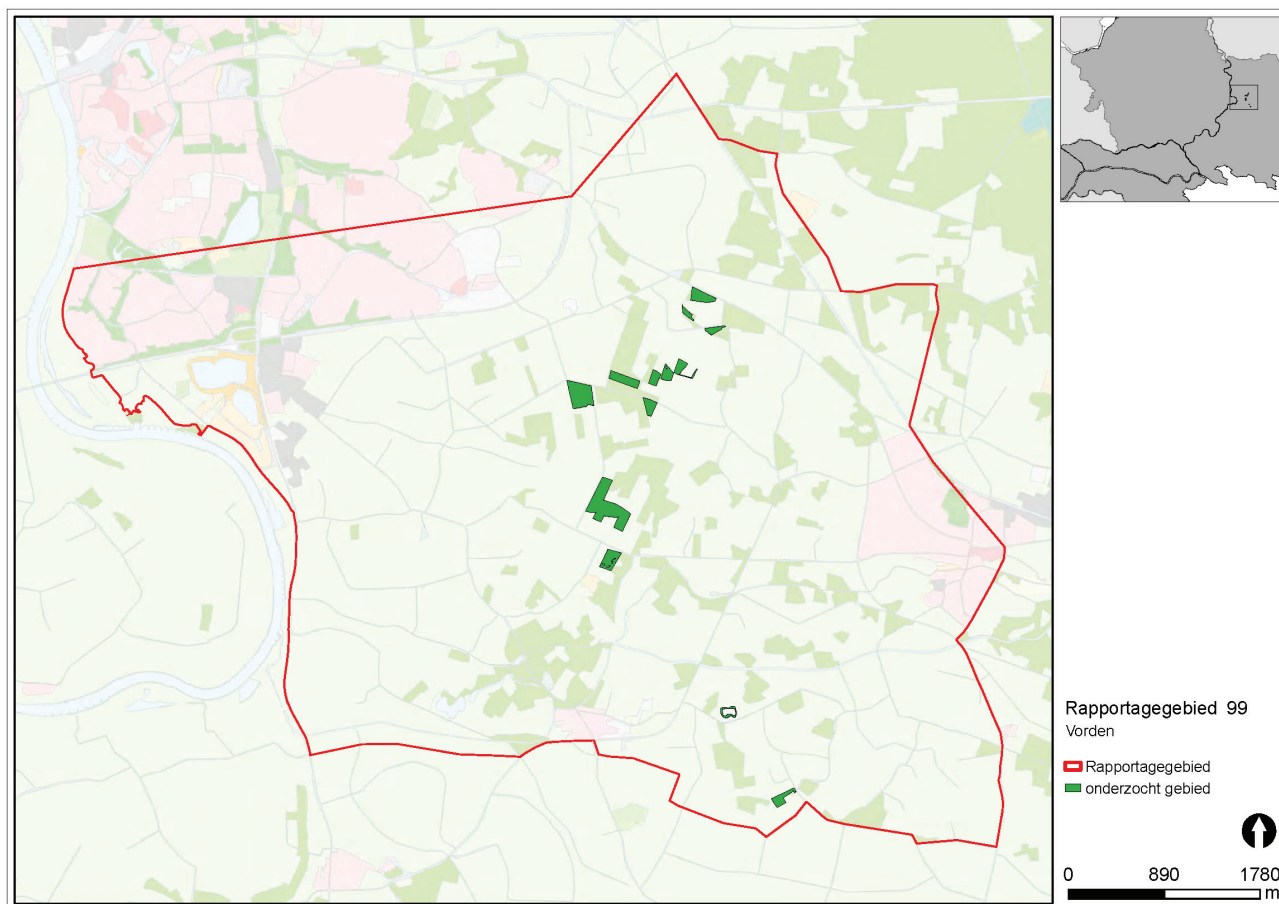 Rapportagegebied 99
Vorden
Rapportagegebied
onderzocht gebied
0 890 1780
m